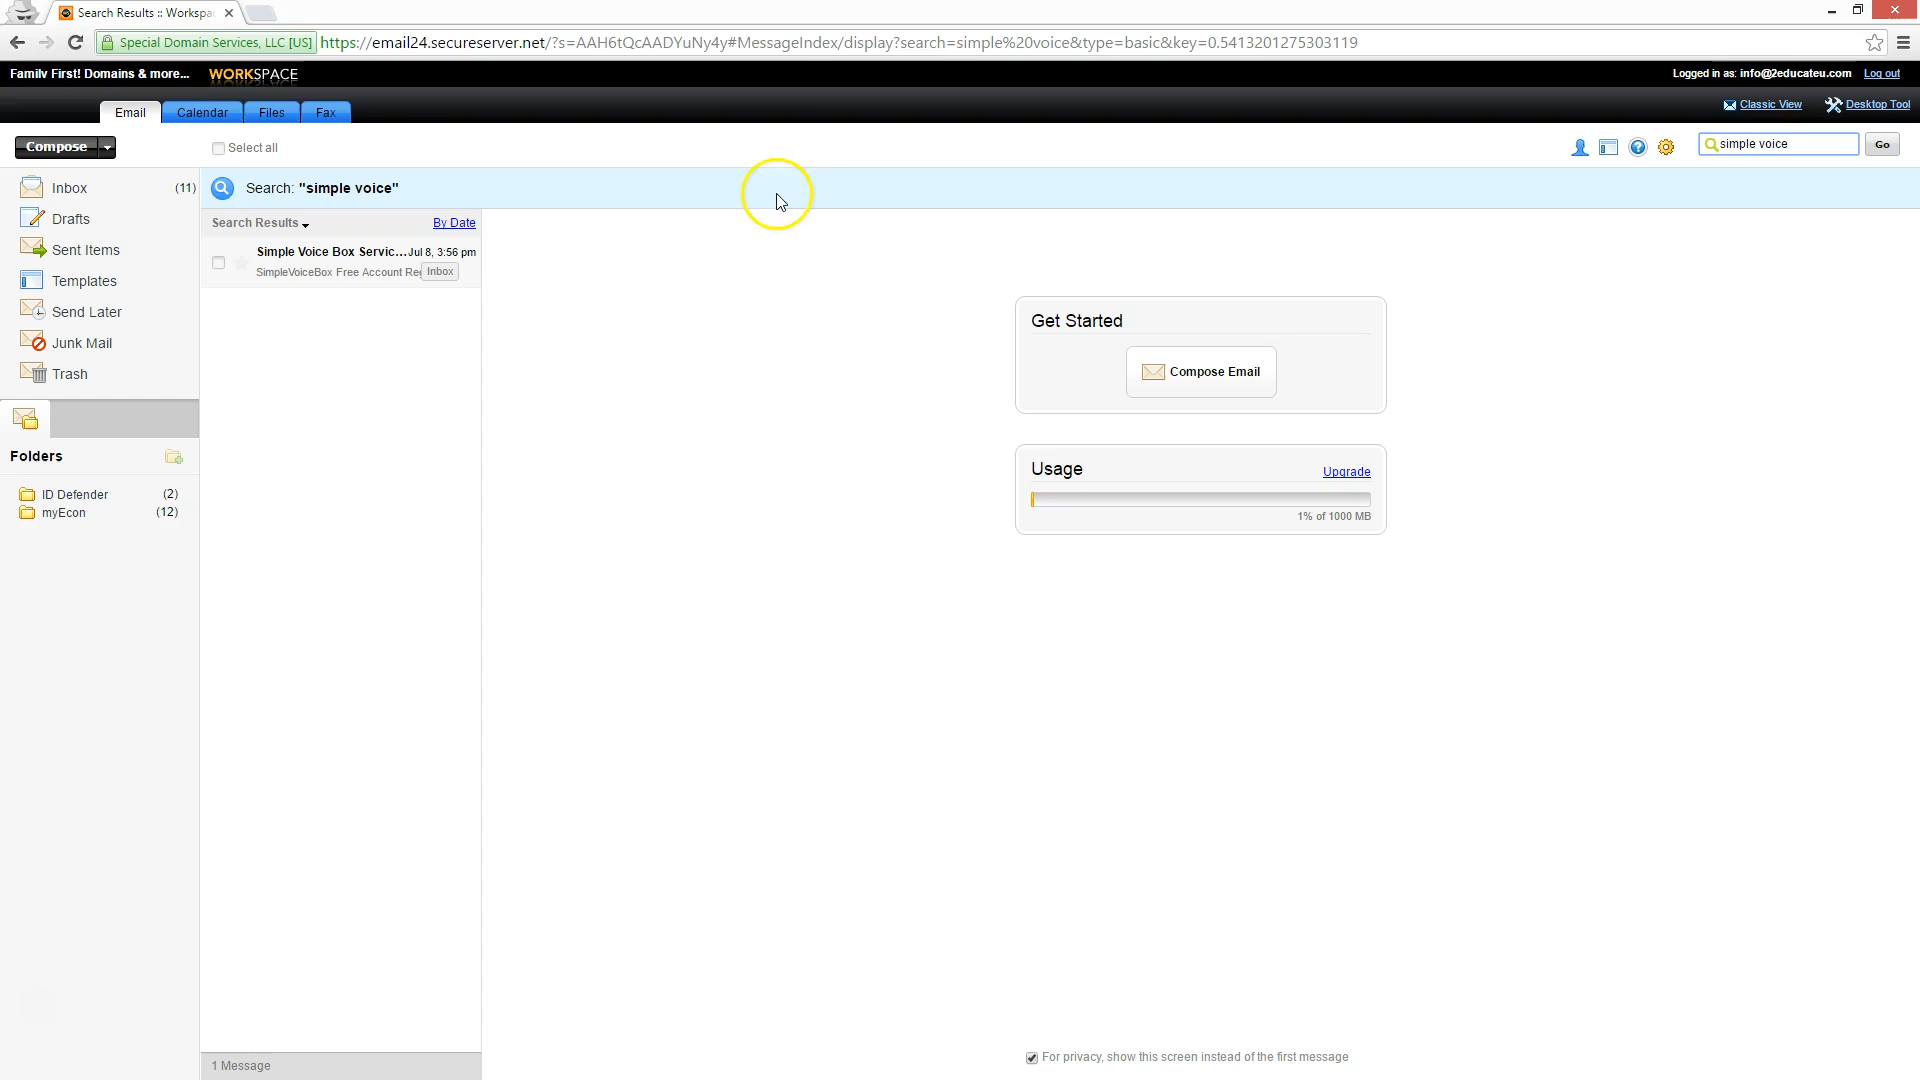 Search Results :: Workspa
Special Domain Services, LLC [US] https://email24.secureserver.net/?s=AAH6tQcAADYuNy4y#MessageIndex/display?search=simple%20voice&type=basic&key=0.5413201275303119
Family First! Domains & more... WORKSPACE Logged in as: info@2educateu.com Log out
Email Calendar Files Fax Classic View Desktop Tool
Compose Select all simple voice Go
Search: "simple voice"
Search Results By Date
Simple Voice Box Servic... Jul 8, 3:56 pm
SimpleVoiceBox Free Account Re Inbox
1 Message
Inbox (11)
Drafts
Sent Items
Templates
Send Later
Junk Mail
Trash
Folders
ID Defender (2)
myEcon (12)
Get Started
Compose Email
Usage Upgrade
1% of 1000 MB
For privacy, show this screen instead of the first message